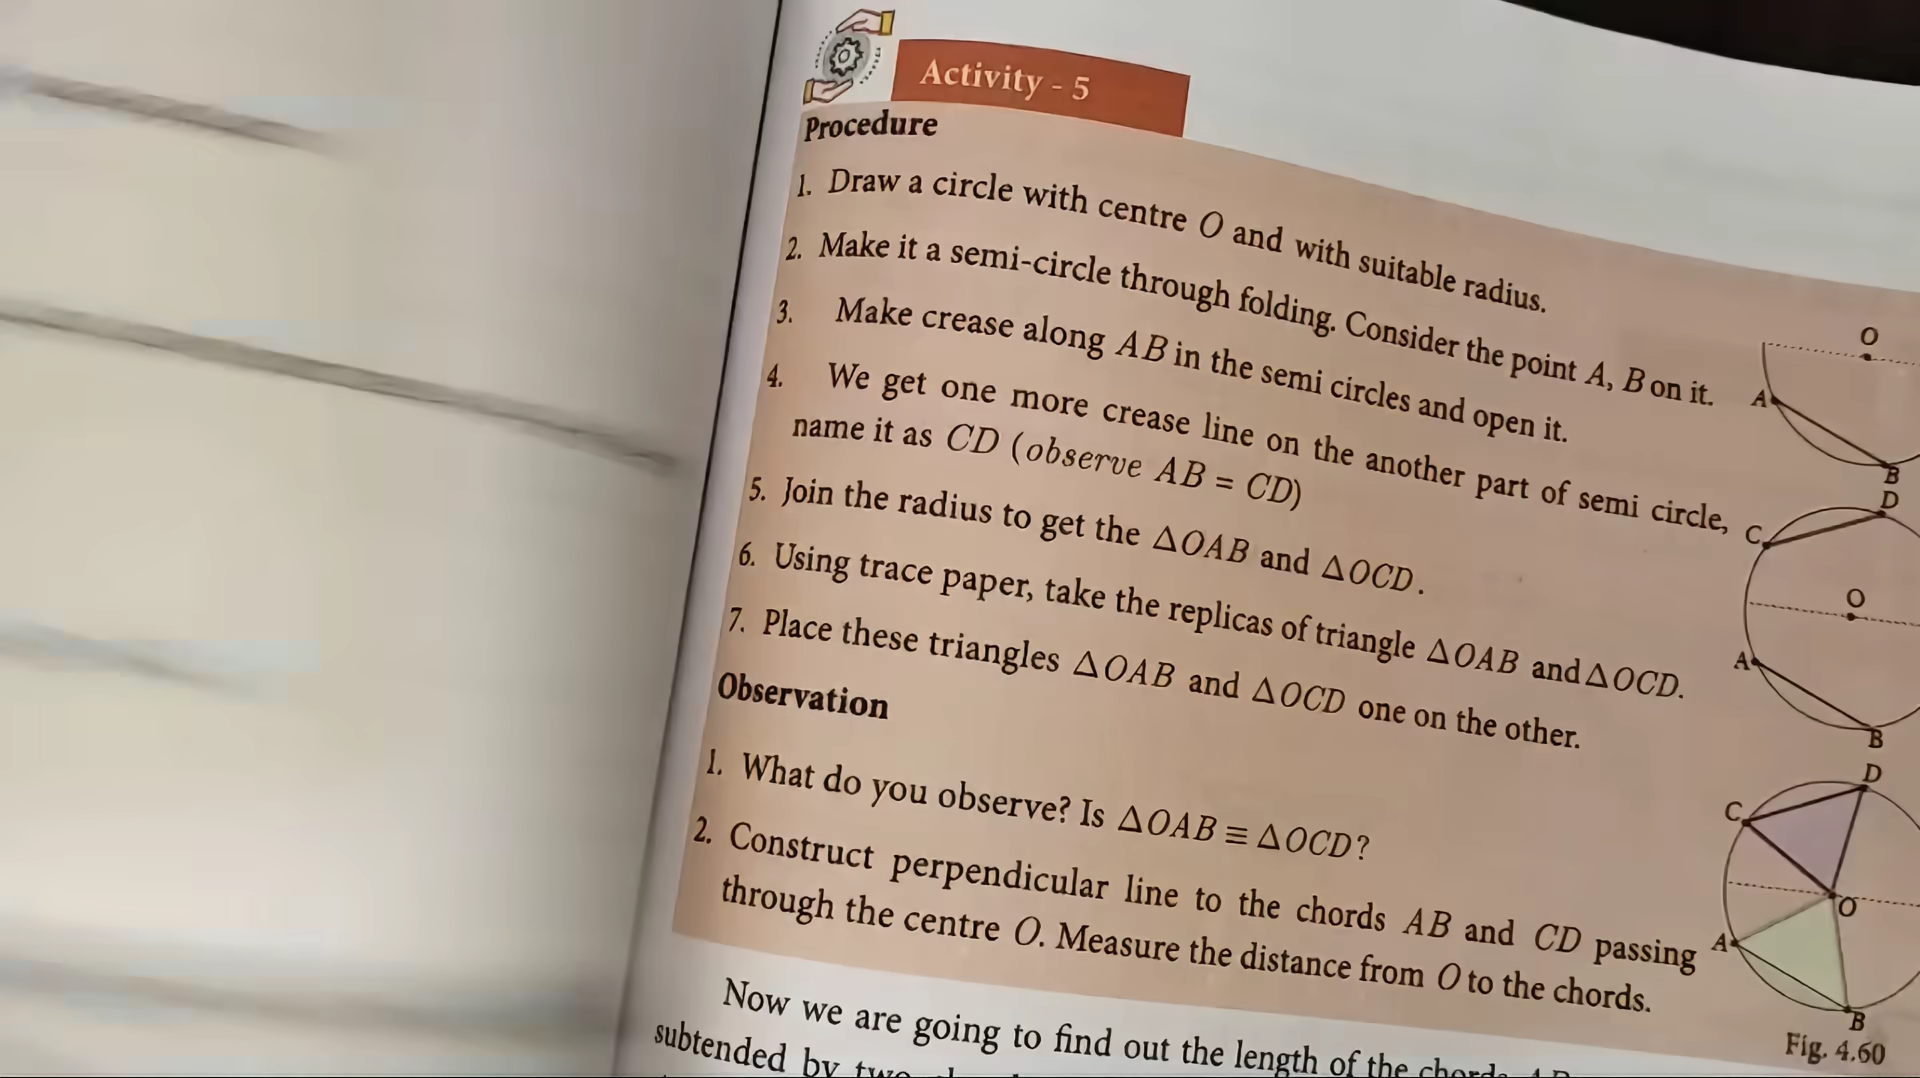 Activity - 5
Procedure
1. Draw a circle with centre O and with suitable radius.
2. Make it a semi-circle through folding. Consider the point A, B on it.
3. Make crease along AB in the semi circles and open it.
4. We get one more crease line on the another part of semi circle,
name it as CD (observe AB = CD)
5. Join the radius to get the △OAB and △OCD.
6. Using trace paper, take the replicas of triangle △OAB and △OCD.
7. Place these triangles △OAB and △OCD one on the other.
Observation
1. What do you observe? Is △OAB ≡ △OCD?
2. Construct perpendicular line to the chords AB and CD passing
through the centre O. Measure the distance from O to the chords.
Now we are going to find out the length of the chords
subtended by two
O
A
B
D
C
O
A
B
D
C
O
A
B
Fig. 4.60